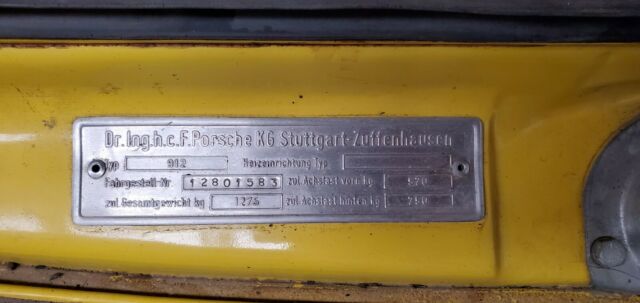 Dr.Ing.h.c.F.Porsche KG Stuttgart-Zuffenhausen
Typ 912 Heizeinrichtung Typ
Fahrgestell-Nr 12801583 zul. Achslast vorn kg 570
zul. Gesamtgewicht kg 1275 zul. Achslast hinten kg 750